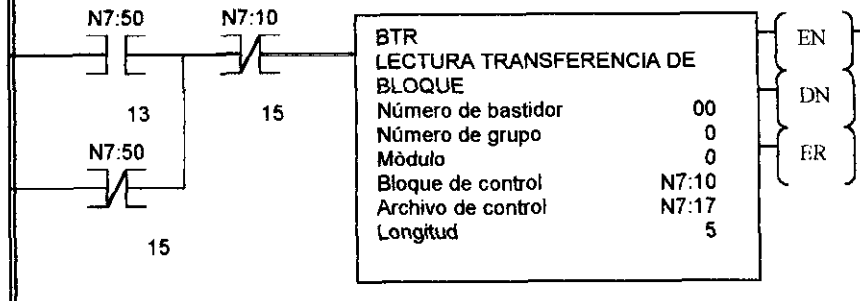 N7:50 N7:10
13 15
N7:50
15
BTR
LECTURA TRANSFERENCIA DE
BLOQUE
Número de bastidor 00
Número de grupo 0
Mòdulo 0
Bloque de control N7:10
Archivo de control N7:17
Longitud 5
EN
DN
ER